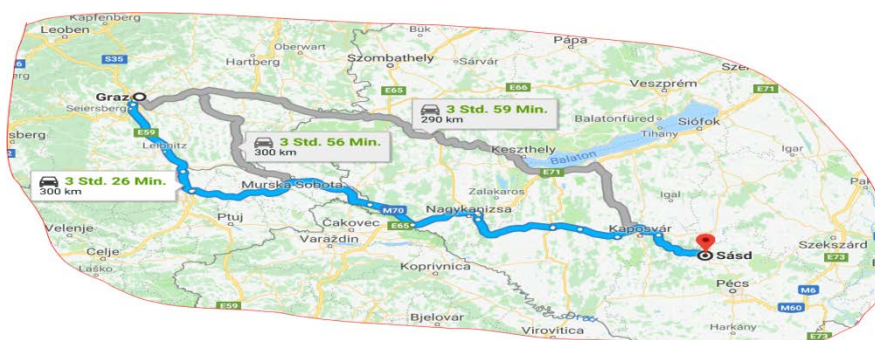 Kapfenberg
Leoben
Bük
Pápa
Oberwart
S35
Hartberg
Szombathely
Sárvár
E65
E66
Veszprém
E71
Graz
Seiersberg
3 Std. 59 Min.
290 km
Balatonfüred
Siófok
Tihany
E59
3 Std. 56 Min.
300 km
Leibnitz
Keszthely
Balaton
Igar
E71
3 Std. 26 Min.
300 km
Murska Sobota
Zalakaros
Igal
Ptuj
M70
Nagykanizsa
Velenje
Čakovec
E65
Kaposvár
Celje
Varaždin
Szekszárd
Sásd
E73
Laško
Koprivnica
Pécs
M6
E59
M60
Bjelovar
Harkány
Virovitica
E73